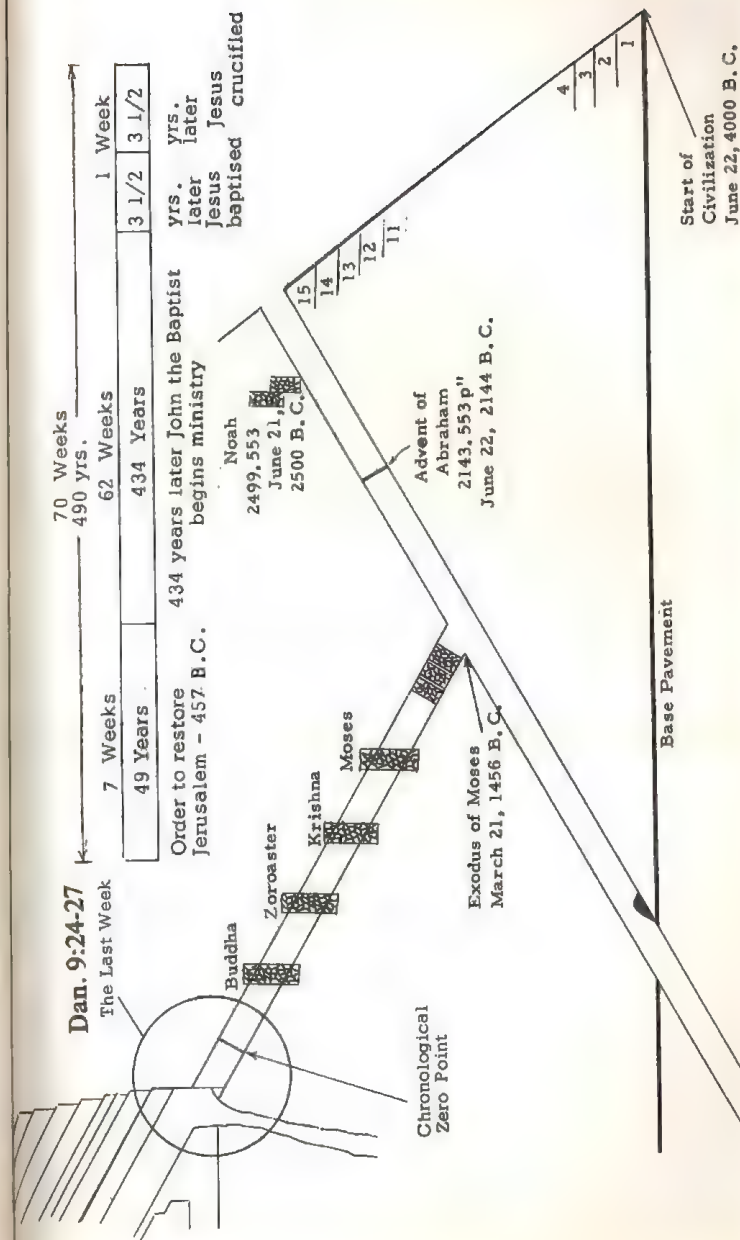 Dan. 9:24-27
The Last Week
70 Weeks
490 yrs.
7 Weeks
62 Weeks
1 Week
49 Years
434 Years
3 1/2
3 1/2
Order to restore
Jerusalem - 457 B.C.
434 years later John the Baptist
begins ministry
yrs.
later
Jesus
baptised
yrs.
later
Jesus
crucified
Noah
2499.553
June 21,
2500 B.C.
15
14
13
12
11
4
3
2
1
Buddha
Zoroaster
Krishna
Moses
Advent of
Abraham
2143.553p"
June 22, 2144 B.C.
Chronological
Zero Point
Exodus of Moses
March 21, 1456 B.C.
Base Pavement
Start of
Civilization
June 22, 4000 B.C.